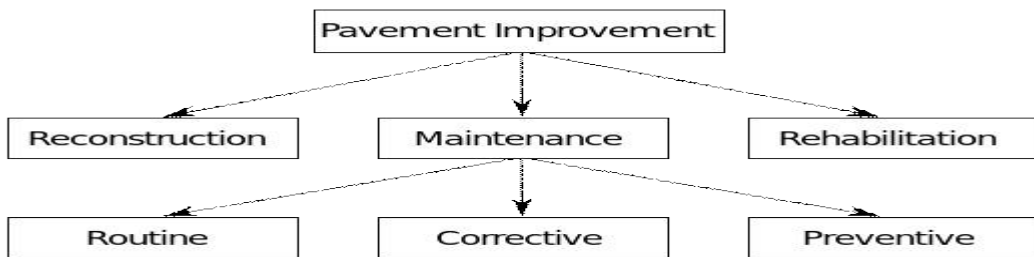 Pavement Improvement
Reconstruction
Maintenance
Rehabilitation
Routine
Corrective
Preventive